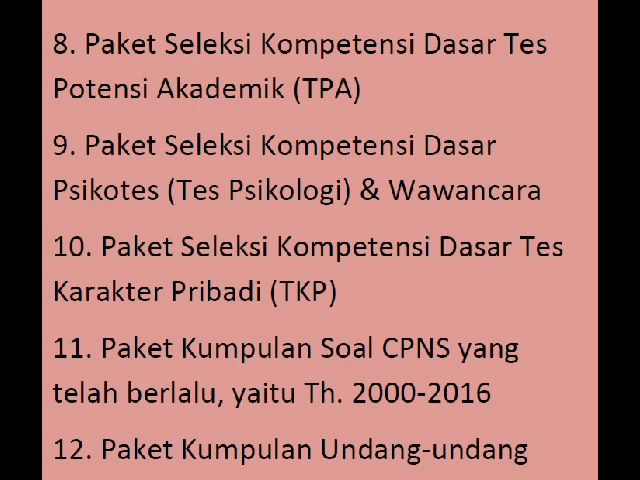 8. Paket Seleksi Kompetensi Dasar Tes
Potensi Akademik (TPA)
9. Paket Seleksi Kompetensi Dasar
Psikotes (Tes Psikologi) & Wawancara
10. Paket Seleksi Kompetensi Dasar Tes
Karakter Pribadi (TKP)
11. Paket Kumpulan Soal CPNS yang
telah berlalu, yaitu Th. 2000-2016
12. Paket Kumpulan Undang-undang